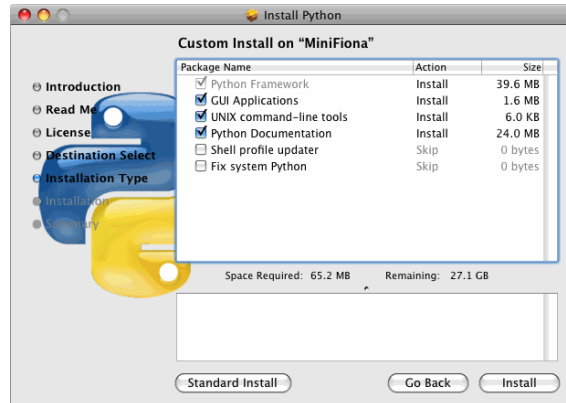 Install Python
Custom Install on “MiniFiona”
Package Name Action Size
Python Framework Install 39.6 MB
GUI Applications Install 1.6 MB
UNIX command-line tools Install 6.0 KB
Python Documentation Install 24.0 MB
Shell profile updater Skip 0 bytes
Fix system Python Skip 0 bytes
Introduction
Read Me
License
Destination Select
Installation Type
Installation
Summary
Space Required: 65.2 MB Remaining: 27.1 GB
Standard Install Go Back Install